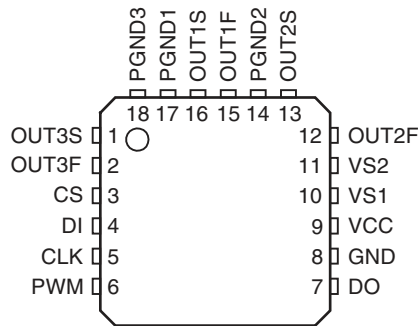 PGND3 PGND1 OUT1S OUT1F PGND2 OUT2S
18 17 16 15 14 13
OUT3S 1 12 OUT2F
OUT3F 2 11 VS2
CS 3 10 VS1
DI 4 9 VCC
CLK 5 8 GND
PWM 6 7 DO